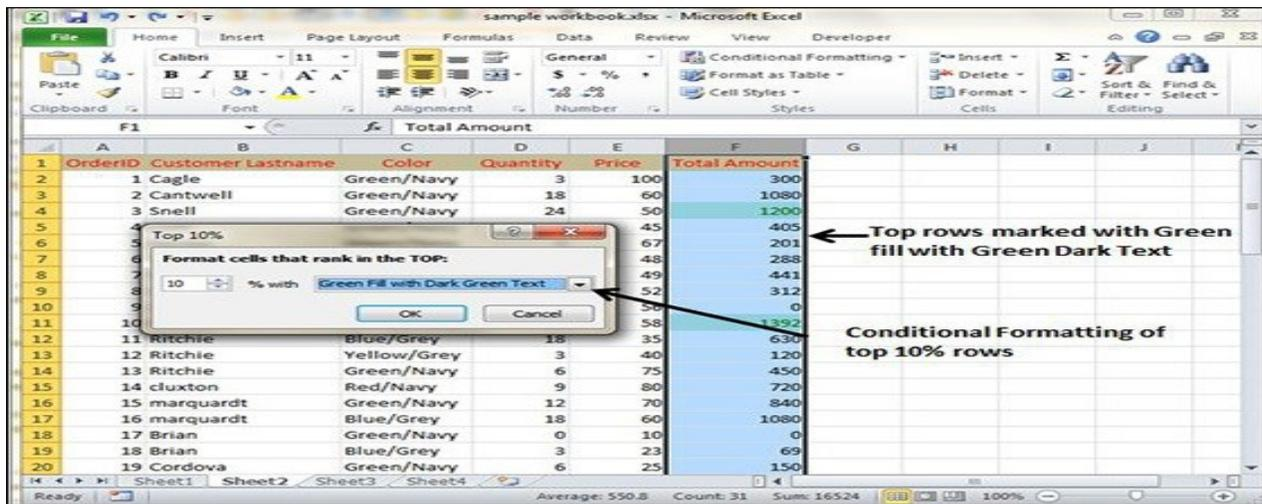 sample workbook.xlsx - Microsoft Excel
File Home Insert Page Layout Formulas Data Review View Developer
Calibri 11 General Conditional Formatting Insert Σ
Paste B I U A A $ % , Format as Table Delete
A Cell Styles Format Sort & Filter Find & Select
Clipboard Font Alignment Number Styles Cells Editing
F1 fx Total Amount
A B C D E F G H I J
1 OrderID Customer Lastname Color Quantity Price Total Amount
2 1 Cagle Green/Navy 3 100 300
3 2 Cantwell Green/Navy 18 60 1080
4 3 Snell Green/Navy 24 50 1200
5 4 45 405
6 5 67 201
7 6 48 288
8 7 49 441
9 8 52 312
10 9 0
11 10 58 1392
12 11 Ritchie Blue/Grey 18 35 630
13 12 Ritchie Yellow/Grey 3 40 120
14 13 Ritchie Green/Navy 6 75 450
15 14 cluxton Red/Navy 9 80 720
16 15 marquardt Green/Navy 12 70 840
17 16 marquardt Blue/Grey 18 60 1080
18 17 Brian Green/Navy 0 10 0
19 18 Brian Blue/Grey 3 23 69
20 19 Cordova Green/Navy 6 25 150
Top 10%
Format cells that rank in the TOP:
10 % with Green Fill with Dark Green Text
OK Cancel
Top rows marked with Green
fill with Green Dark Text
Conditional Formatting of
top 10% rows
Sheet1 Sheet2 Sheet3 Sheet4
Ready Average: 550.8 Count: 31 Sum: 16524 100%